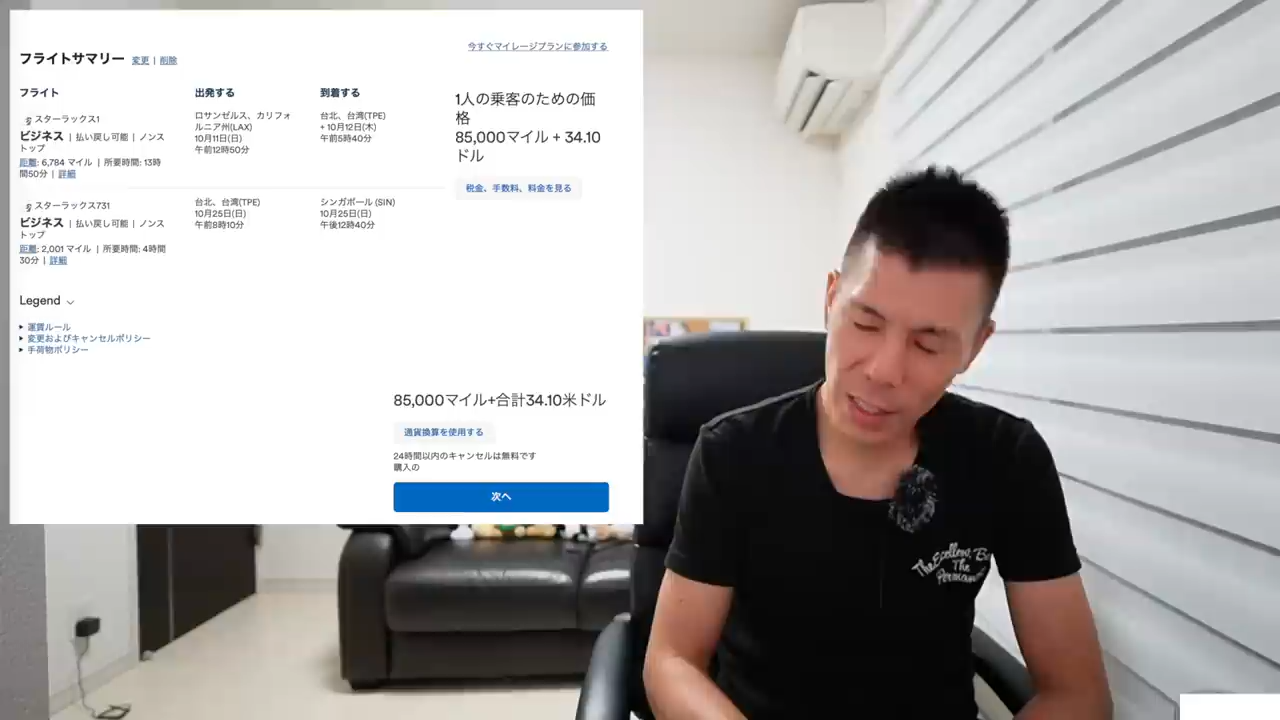 今すぐマイレージプランに参加する
フライトサマリー 変更 | 削除
フライト 出発する 到着する
スターラックス1
ビジネス | 払い戻し可能 | ノンス
トップ
距離: 6,784 マイル | 所要時間: 13時
間50分 | 詳細
ロサンゼルス、カリフォ
ルニア州(LAX)
10月11日(日)
午前12時50分
台北、台湾(TPE)
+ 10月12日(木)
午前5時40分
1人の乗客のための価
格
85,000マイル + 34.10
ドル
税金、手数料、料金を見る
スターラックス731
ビジネス | 払い戻し可能 | ノンス
トップ
距離: 2,001 マイル | 所要時間: 4時間
30分 | 詳細
台北、台湾(TPE)
10月25日(日)
午前8時10分
シンガポール (SIN)
10月25日(日)
午後12時40分
Legend
運賃ルール
変更およびキャンセルポリシー
手荷物ポリシー
85,000マイル+合計34.10米ドル
通貨換算を使用する
24時間以内のキャンセルは無料です
購入の
次へ
The